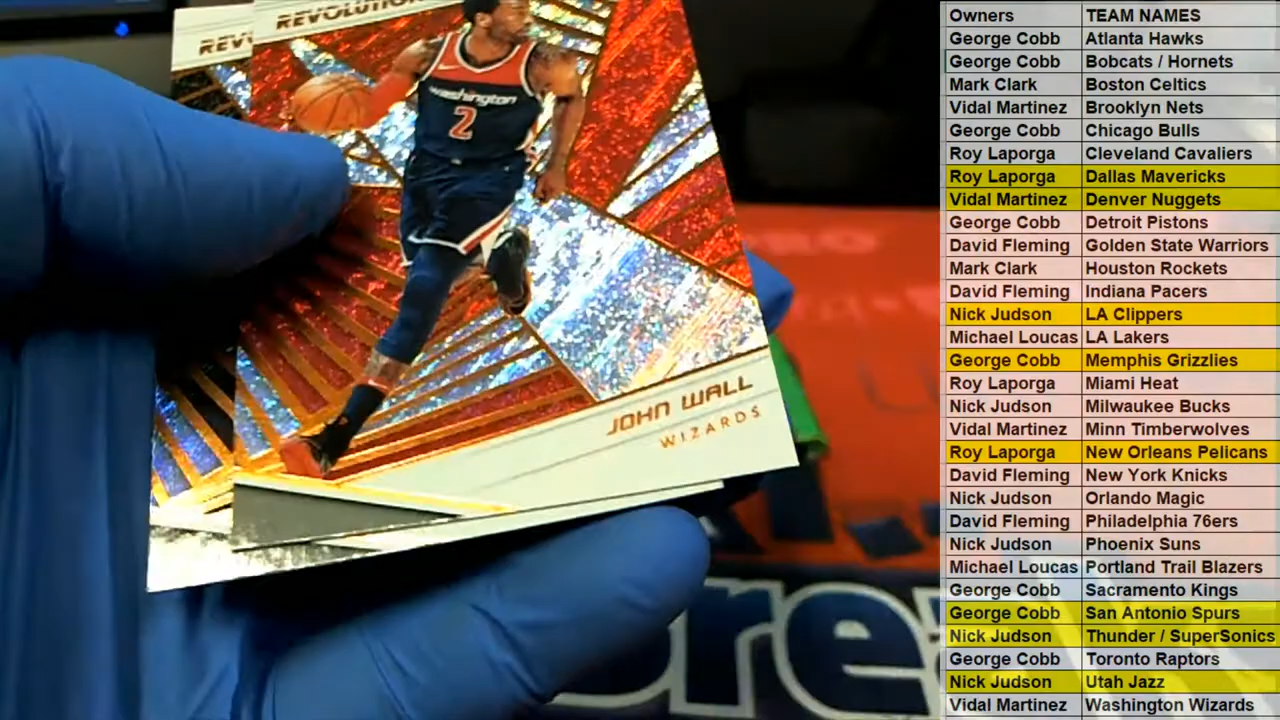 REVOLUTION
REV
washington
2
JOHN WALL
WIZARDS
Owners TEAM NAMES
George Cobb Atlanta Hawks
George Cobb Bobcats / Hornets
Mark Clark Boston Celtics
Vidal Martinez Brooklyn Nets
George Cobb Chicago Bulls
Roy Laporga Cleveland Cavaliers
Roy Laporga Dallas Mavericks
Vidal Martinez Denver Nuggets
George Cobb Detroit Pistons
David Fleming Golden State Warriors
Mark Clark Houston Rockets
David Fleming Indiana Pacers
Nick Judson LA Clippers
Michael Loucas LA Lakers
George Cobb Memphis Grizzlies
Roy Laporga Miami Heat
Nick Judson Milwaukee Bucks
Vidal Martinez Minn Timberwolves
Roy Laporga New Orleans Pelicans
David Fleming New York Knicks
Nick Judson Orlando Magic
David Fleming Philadelphia 76ers
Nick Judson Phoenix Suns
Michael Loucas Portland Trail Blazers
George Cobb Sacramento Kings
George Cobb San Antonio Spurs
Nick Judson Thunder / SuperSonics
George Cobb Toronto Raptors
Nick Judson Utah Jazz
Vidal Martinez Washington Wizards